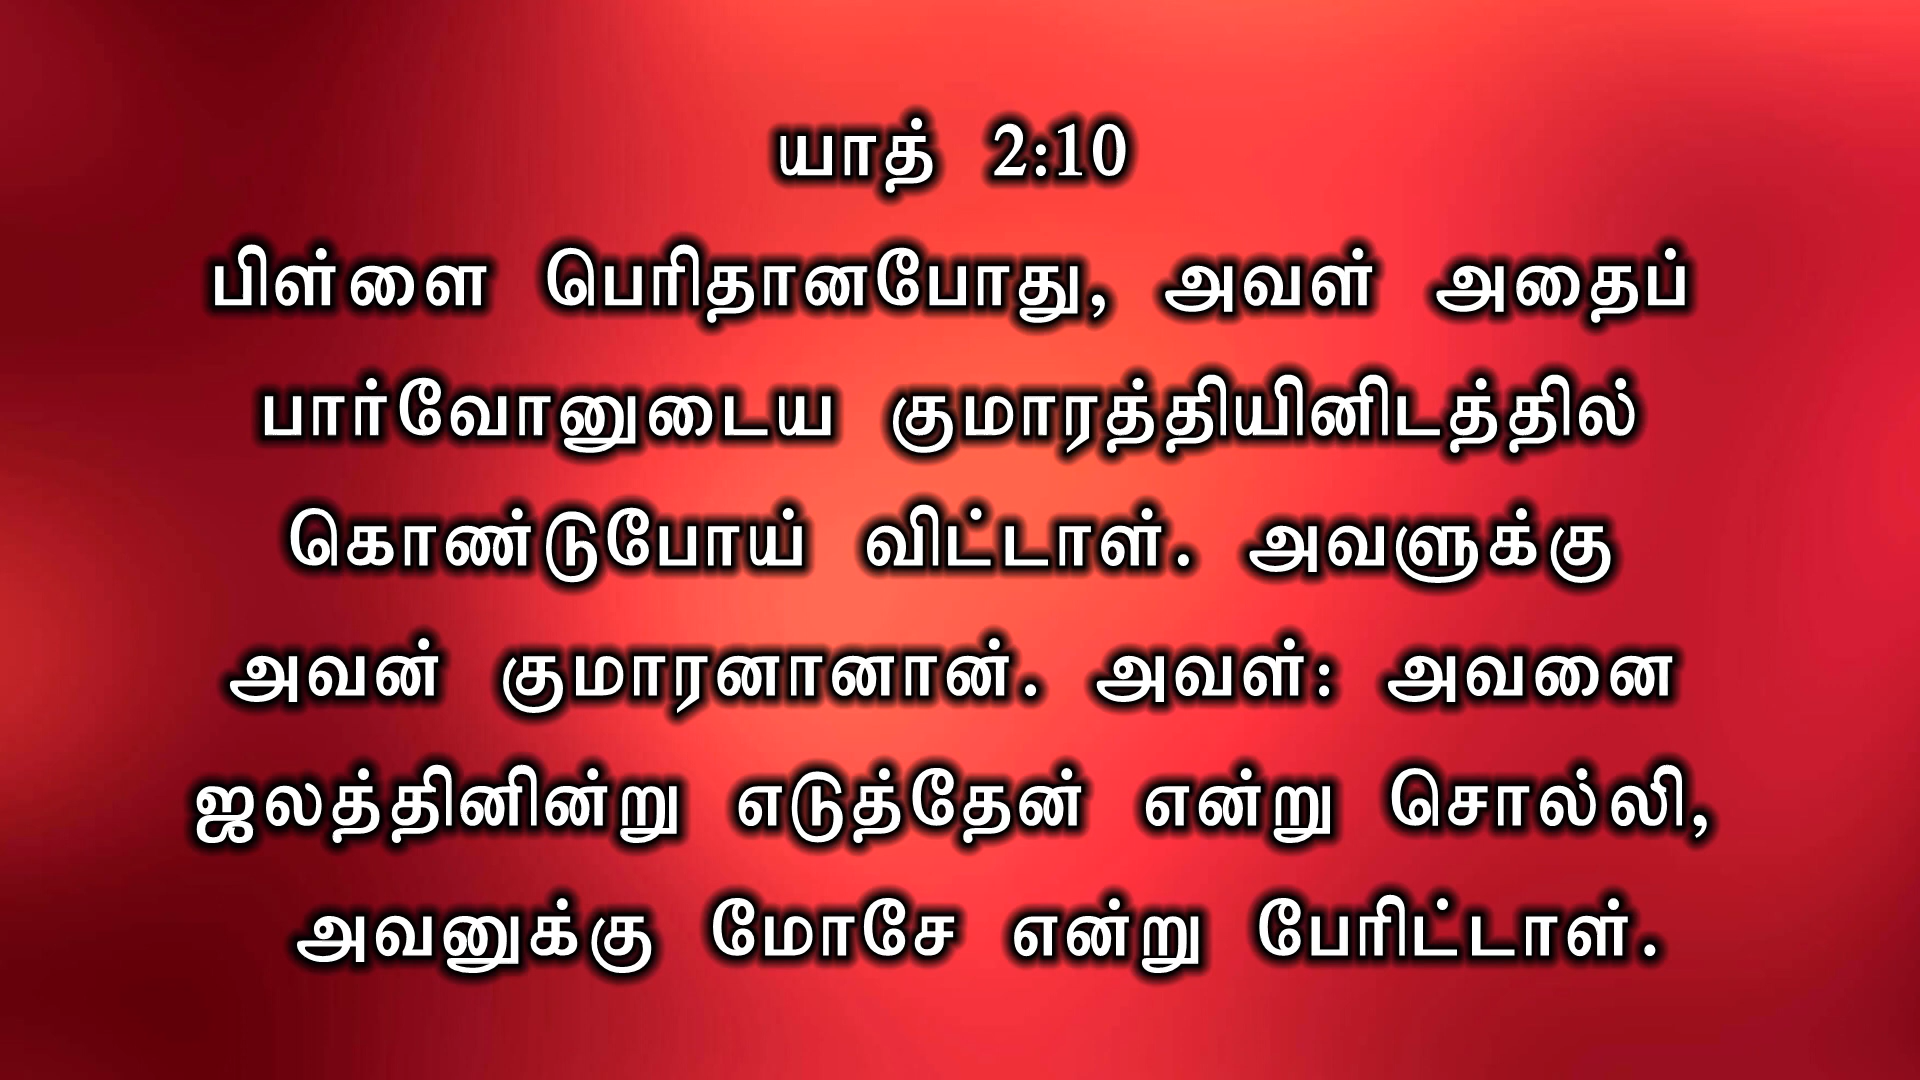 யாத் 2:10
பிள்ளை பெரிதானபோது, அவள் அதைப்
பார்வோனுடைய குமாரத்தியினிடத்தில்
கொண்டுபோய் விட்டாள். அவளுக்கு
அவன் குமாரனானான். அவள்: அவனை
ஜலத்தினின்று எடுத்தேன் என்று சொல்லி,
அவனுக்கு மோசே என்று பேரிட்டாள்.